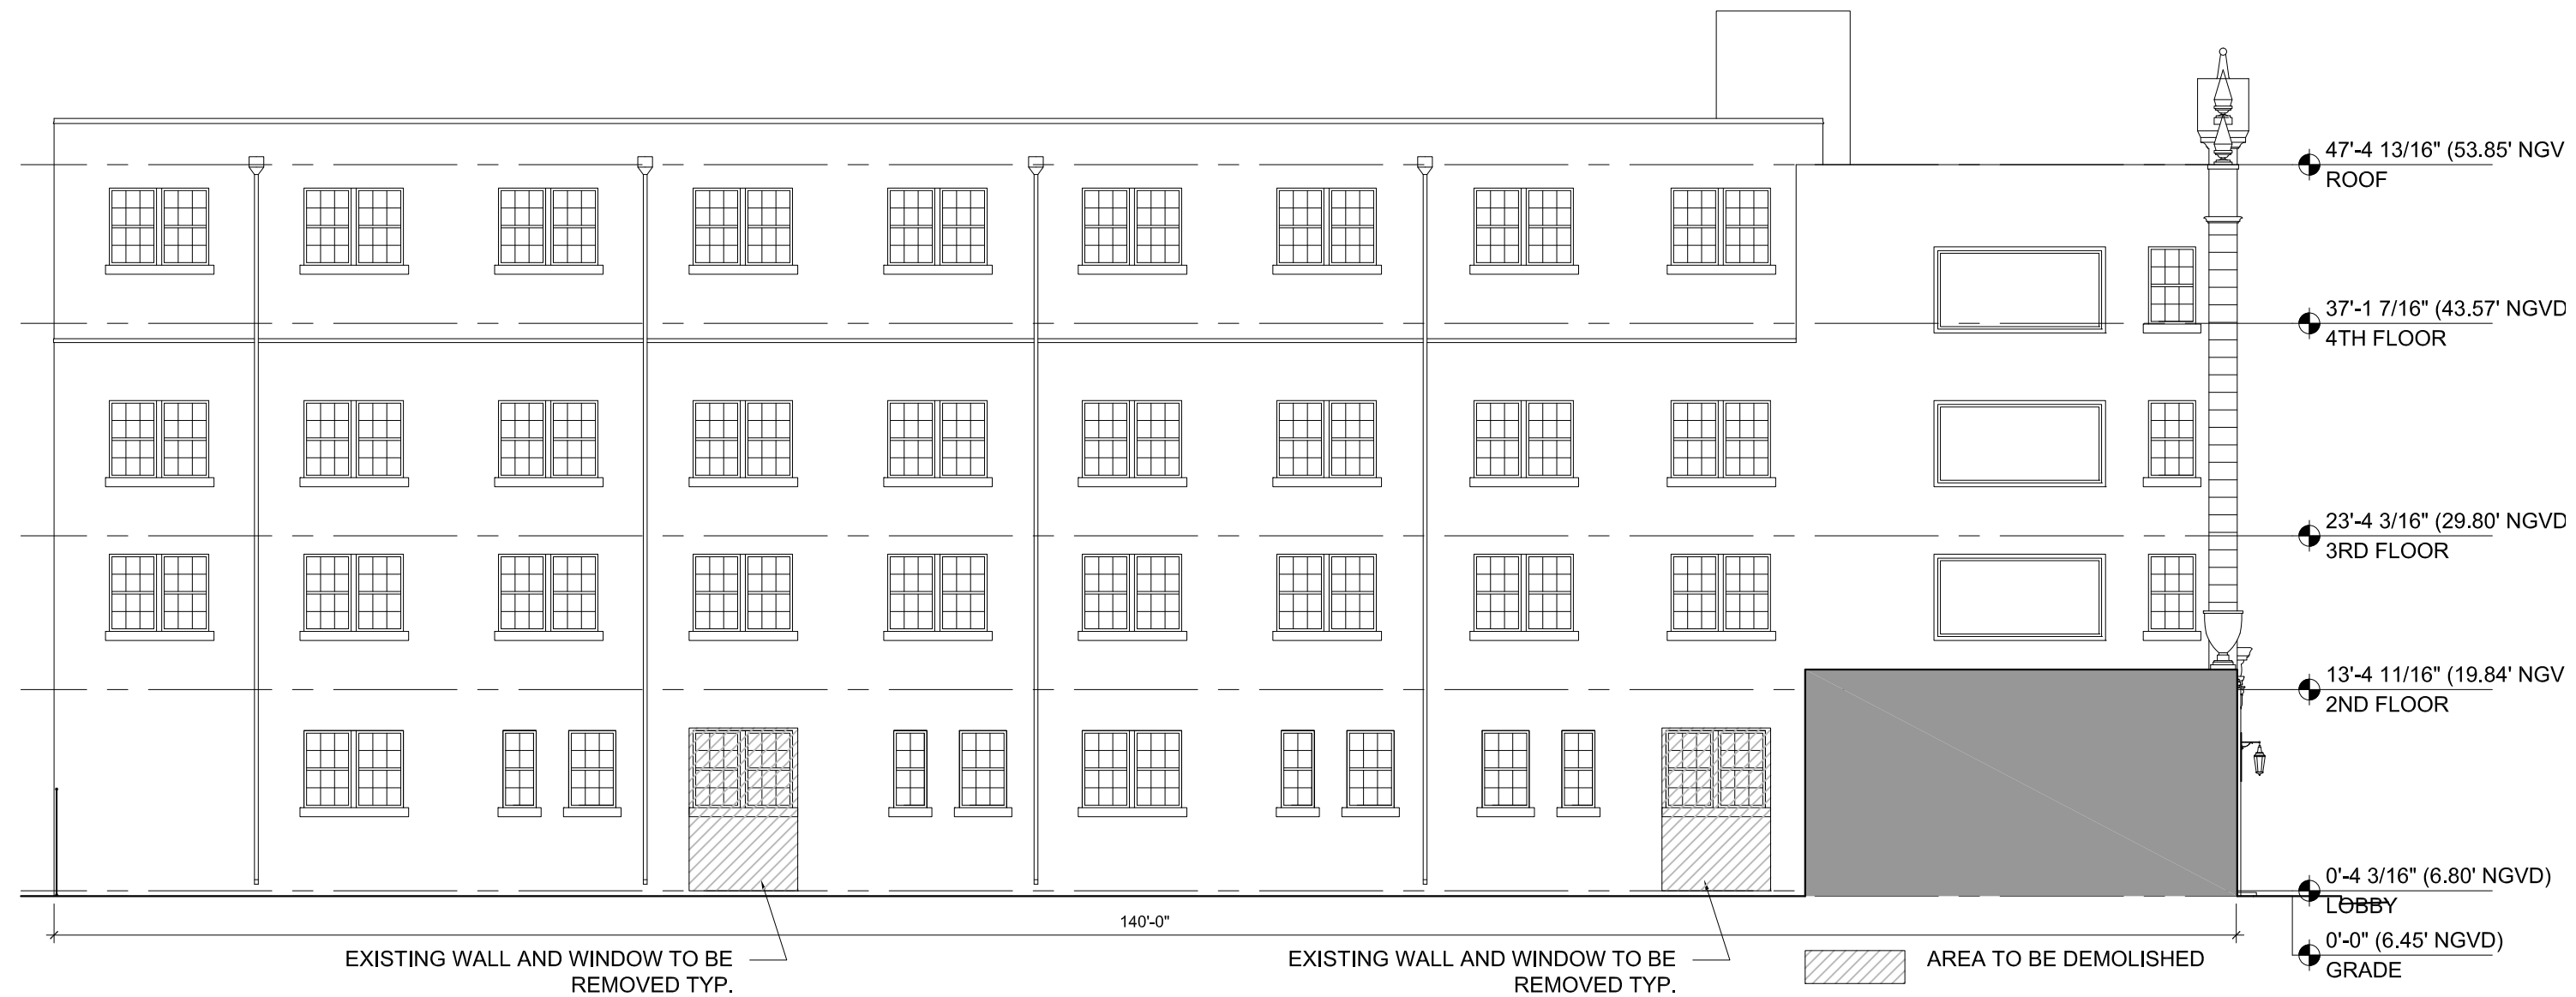 47'-4 13/16" (53.85' NGV
ROOF
37'-1 7/16" (43.57' NGVD
4TH FLOOR
23'-4 3/16" (29.80' NGVD
3RD FLOOR
13'-4 11/16" (19.84' NGV
2ND FLOOR
0'-4 3/16" (6.80' NGVD)
LOBBY
140'-0"
0'-0" (6.45' NGVD)
GRADE
EXISTING WALL AND WINDOW TO BE
REMOVED TYP.
EXISTING WALL AND WINDOW TO BE
REMOVED TYP.
AREA TO BE DEMOLISHED